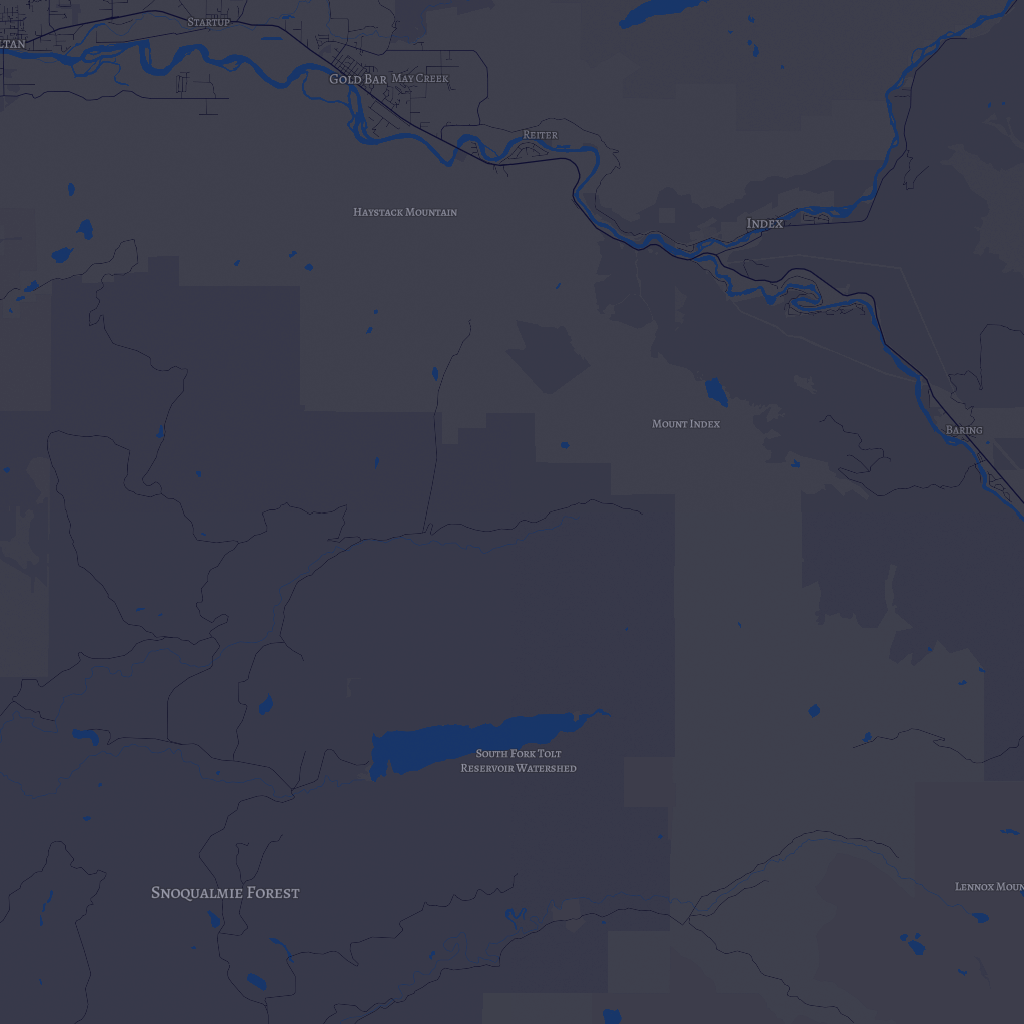 Startup
LTAN
Gold Bar
May Creek
Reiter
Haystack Mountain
Index
Mount Index
Baring
South Fork Tolt
Reservoir Watershed
Lennox Moun
Snoqualmie Forest